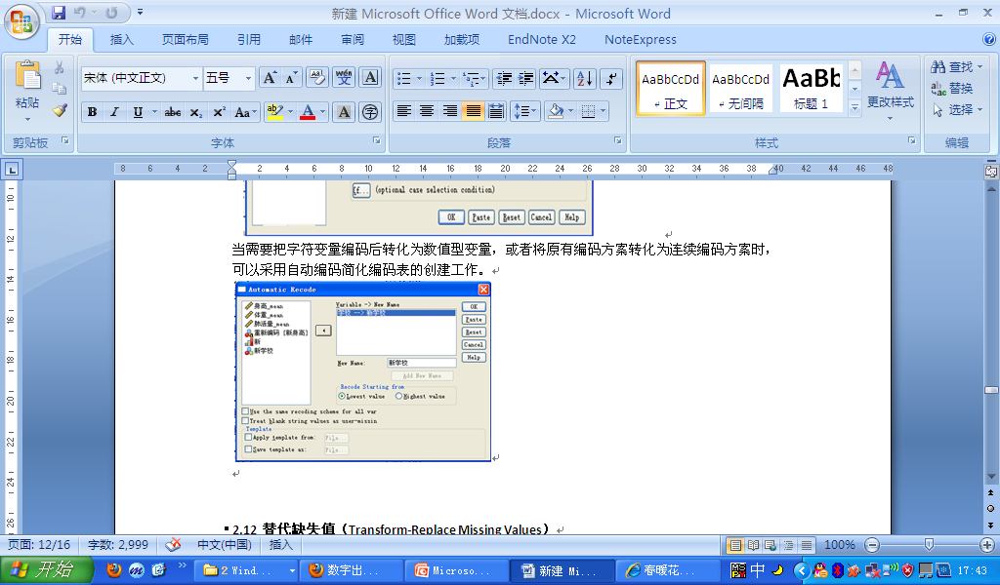 新建 Microsoft Office Word 文档.docx - Microsoft Word
开始 插入 页面布局 引用 邮件 审阅 视图 加载项 EndNote X2 NoteExpress
宋体 (中文正文) 五号 A A Aa wén A AaBbCcDd AaBbCcDd AaBb 查找
粘贴 更改样式 替换
B I U abc X₂ X² Aa ab A A 字 正文 无间隔 标题 1 选择
剪贴板 字体 段落 样式 编辑
L 8 6 4 2 2 4 6 8 10 12 14 16 18 20 22 24 26 28 30 32 34 36 38 40 42 44 46 48
If... (optional case selection condition)
OK Paste Reset Cancel Help
当需要把字符变量编码后转化为数值型变量，或者将原有编码方案转化为连续编码方案时，
可以采用自动编码简化编码表的创建工作。
Automatic Recode
身高_mean
体重_mean
肺活量_mean
重新编码 [新身高]
新
新学校
Variable -> New Name
学校 --> 新学校
OK
Paste
Reset
Cancel
Help
New Name: 新学校
Add New Name
Recode Starting from
Lowest value Highest value
Use the same recoding scheme for all var
Treat blank string values as user-missin
Template
Apply template from: File...
Save template as: File...
2.12 替代缺失值（Transform-Replace Missing Values）
10 12 14 16 18 20 22 24 26
页面: 12/16 字数: 2,999 中文(中国) 插入 100%
开始 2 Wind... 数字出... Microso... 新建 Mi... 春暖花... 中 17:43